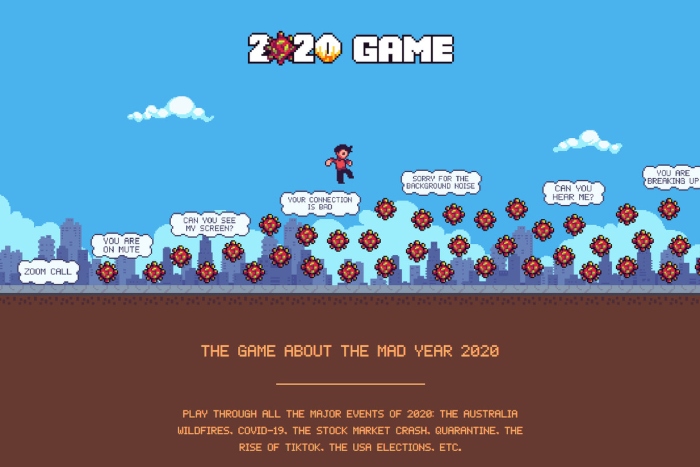 2020 GAME
ZOOM CALL
YOU ARE
ON MUTE
CAN YOU SEE
MY SCREEN?
YOUR CONNECTION
IS BAD
SORRY FOR THE
BACKGROUND NOISE
CAN YOU
HEAR ME?
YOU ARE
BREAKING UP
THE GAME ABOUT THE MAD YEAR 2020
PLAY THROUGH ALL THE MAJOR EVENTS OF 2020: THE AUSTRALIA
WILDFIRES, COVID-19, THE STOCK MARKET CRASH, QUARANTINE, THE
RISE OF TIKTOK, THE USA ELECTIONS, ETC.